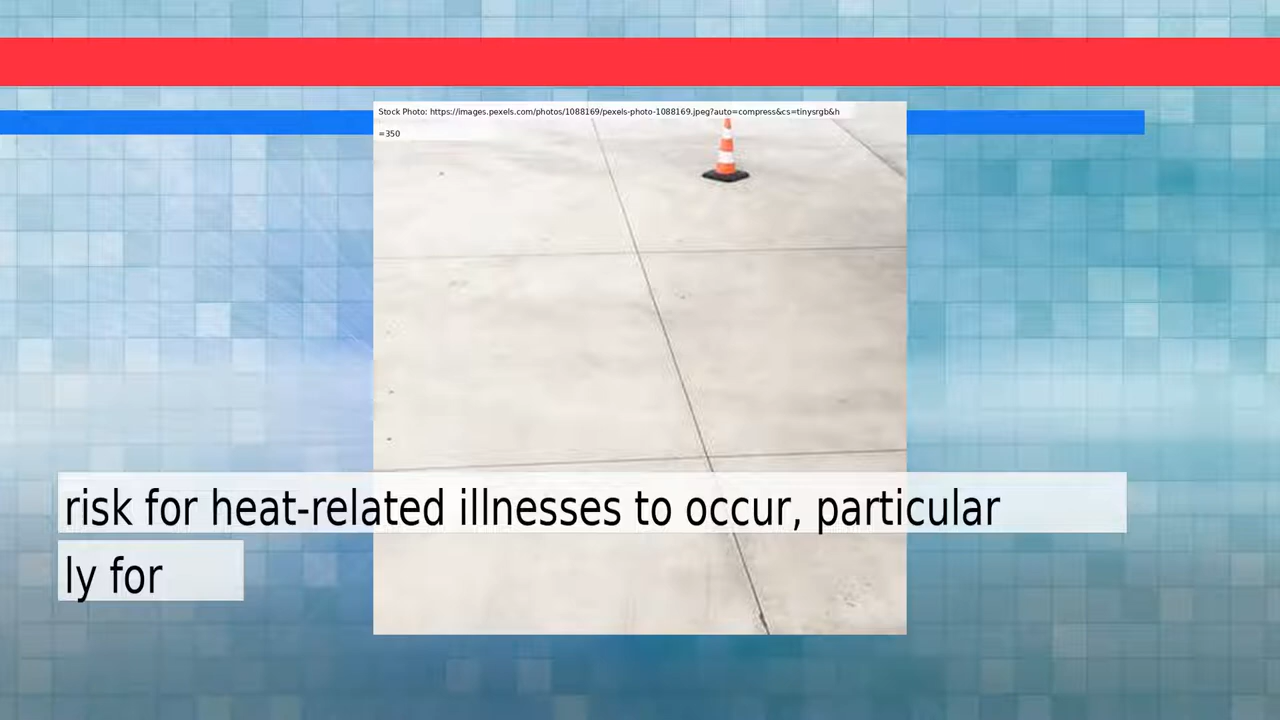 Stock Photo: https://images.pexels.com/photos/1088169/pexels-photo-1088169.jpeg?auto=compress&cs=tinysrgb&h
=350
risk for heat-related illnesses to occur, particular
ly for